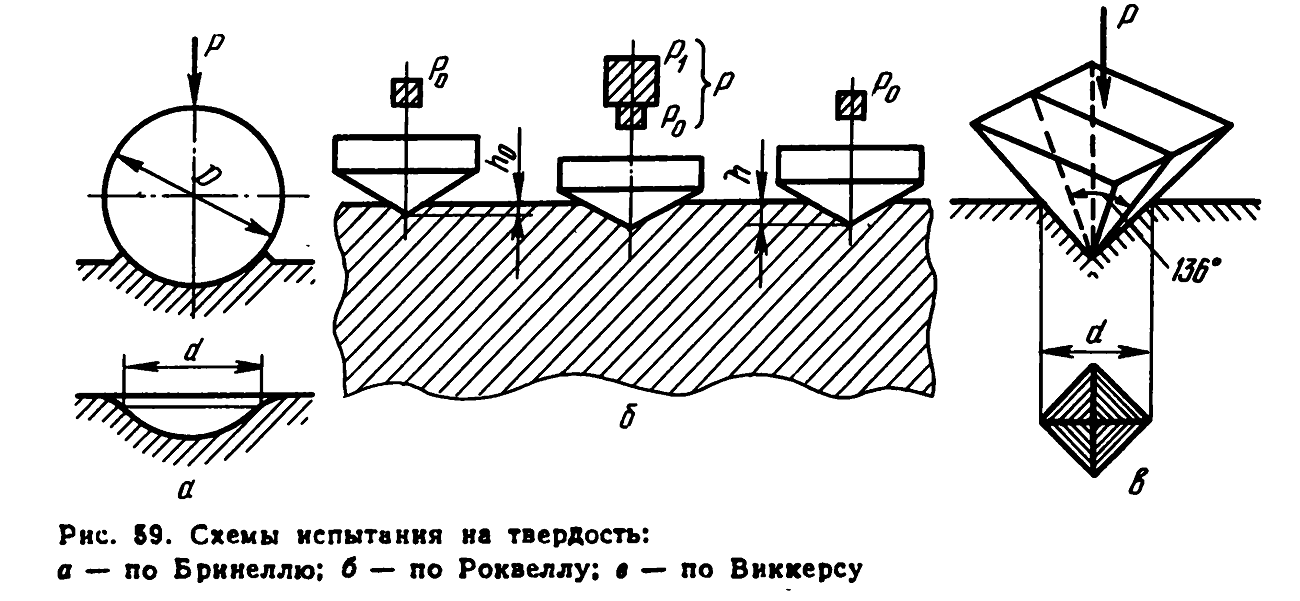 P
D
d
а
P₀
h₀
P₁
P₀
P
P₀
h
б
P
136°
d
в
Рис. 59. Схемы испытания на твердость:
а — по Бринеллю; б — по Роквеллу; в — по Виккерсу